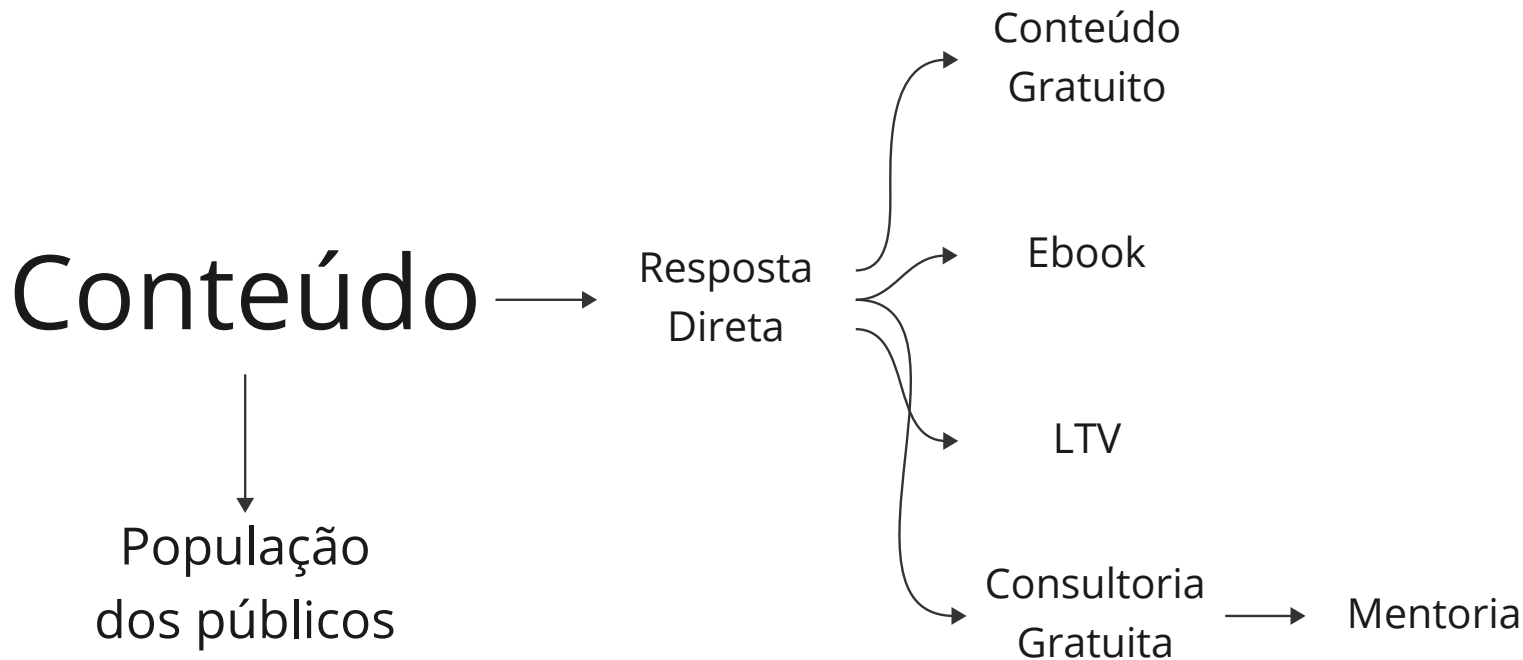 Conteúdo
População
dos públicos
Resposta
Direta
Conteúdo
Gratuito
Ebook
LTV
Consultoria
Gratuita
Mentoria